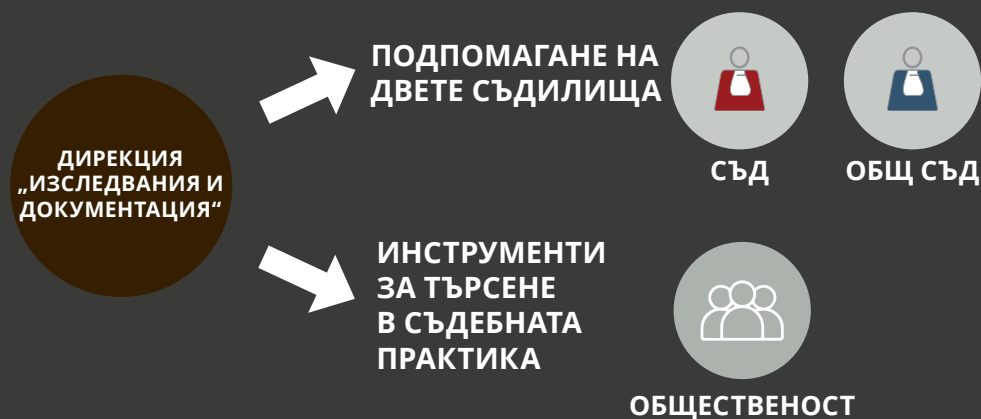 ДИРЕКЦИЯ
„ИЗСЛЕДВАНИЯ И
ДОКУМЕНТАЦИЯ“
ПОДПОМАГАНЕ НА
ДВЕТЕ СЪДИЛИЩА
СЪД
ОБЩ СЪД
ИНСТРУМЕНТИ
ЗА ТЪРСЕНЕ
В СЪДЕБНАТА
ПРАКТИКА
ОБЩЕСТВЕНОСТ